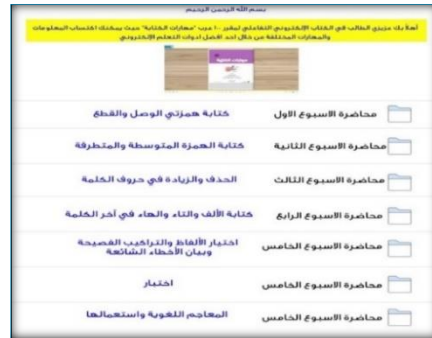 بسم الله الرحمن الرحيم
أهلاً بك عزيزي الطالب في الكتاب الإلكتروني التفاعلي لمقرر ١٠١ عرب "مهارات الكتابة" حيث يمكنك اكتساب المعلومات
والمهارات المختلفة من خلال احد افضل ادوات التعلم الإلكتروني
محاضرة الاسبوع الاول كتابة همزتي الوصل والقطع
محاضرة الاسبوع الثانية كتابة الهمزة المتوسطة والمتطرفة
محاضرة الاسبوع الثالث الحذف والزيادة في حروف الكلمة
محاضرة الاسبوع الرابع كتابة الألف والتاء والهاء في آخر الكلمة
محاضرة الاسبوع الخامس اختيار الألفاظ والتراكيب الفصيحة
وبيان الأخطاء الشائعة
محاضرة الاسبوع الخامس اختبار
محاضرة الاسبوع الخامس المعاجم اللغوية واستعمالها